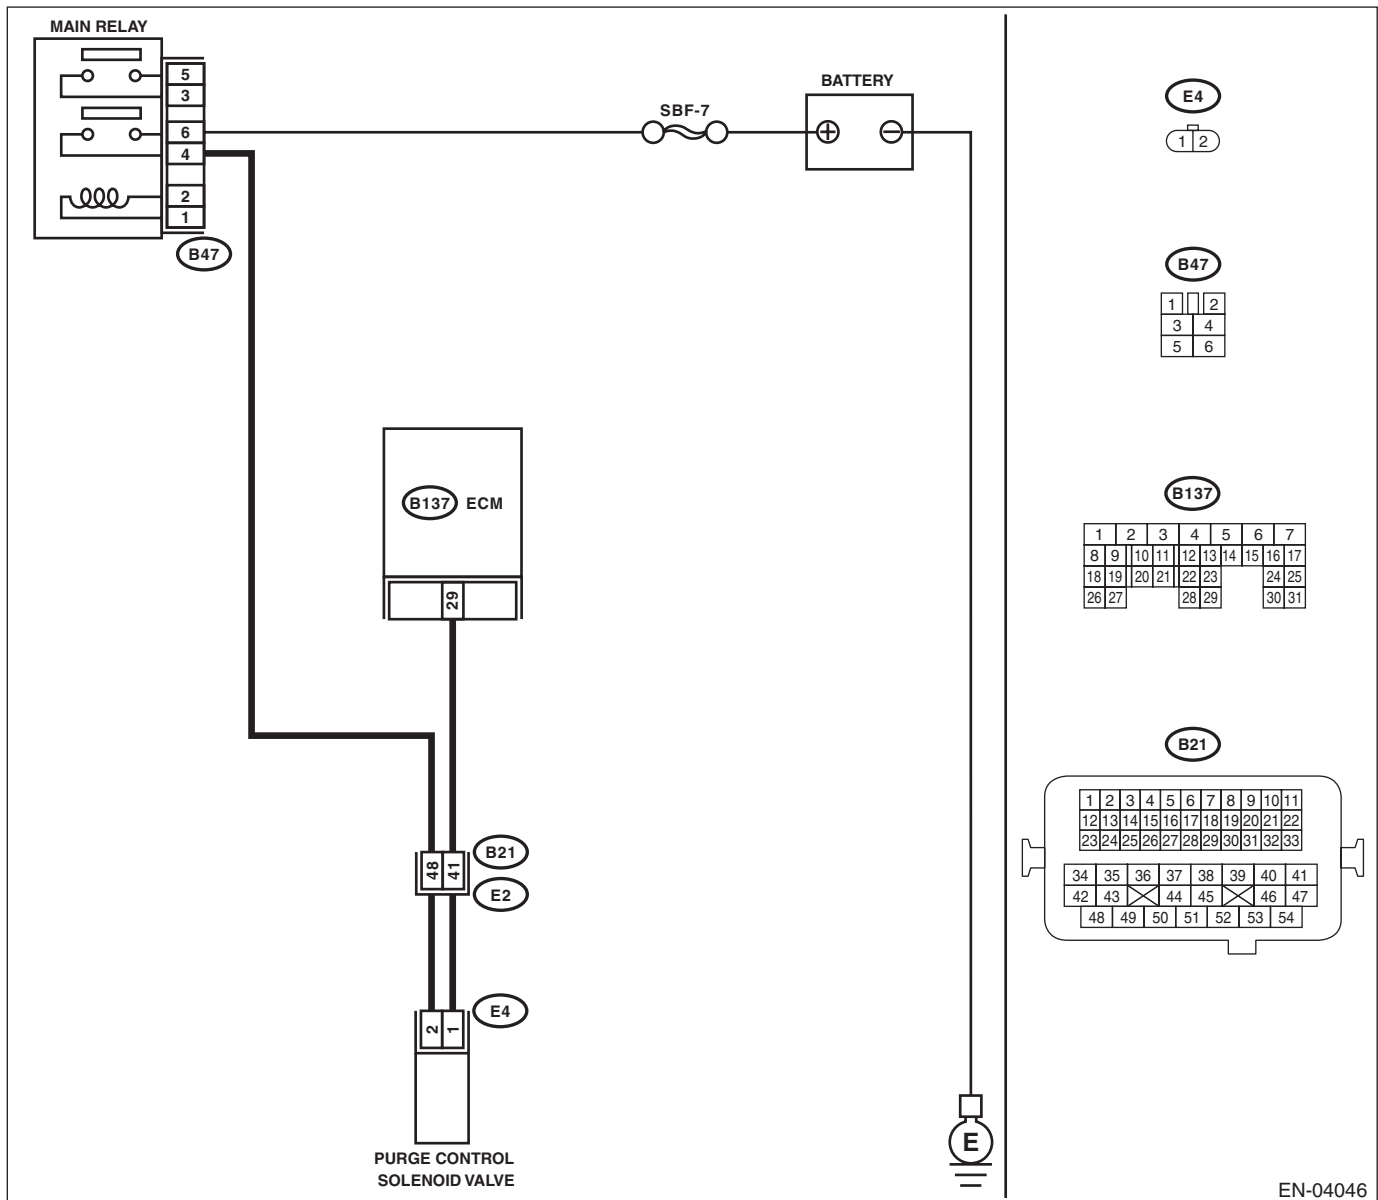 MAIN RELAY
5
3
6
4
2
1
B47
SBF-7
BATTERY
B137 ECM
29
48 41
B21
E2
2 1
E4
PURGE CONTROL
SOLENOID VALVE
E
E4
1 2
B47
1 2
3 4
5 6
B137
1 2 3 4 5 6 7
8 9 10 11 12 13 14 15 16 17
18 19 20 21 22 23 24 25
26 27 28 29 30 31
B21
1 2 3 4 5 6 7 8 9 10 11
12 13 14 15 16 17 18 19 20 21 22
23 24 25 26 27 28 29 30 31 32 33
34 35 36 37 38 39 40 41
42 43 44 45 46 47
48 49 50 51 52 53 54
EN-04046